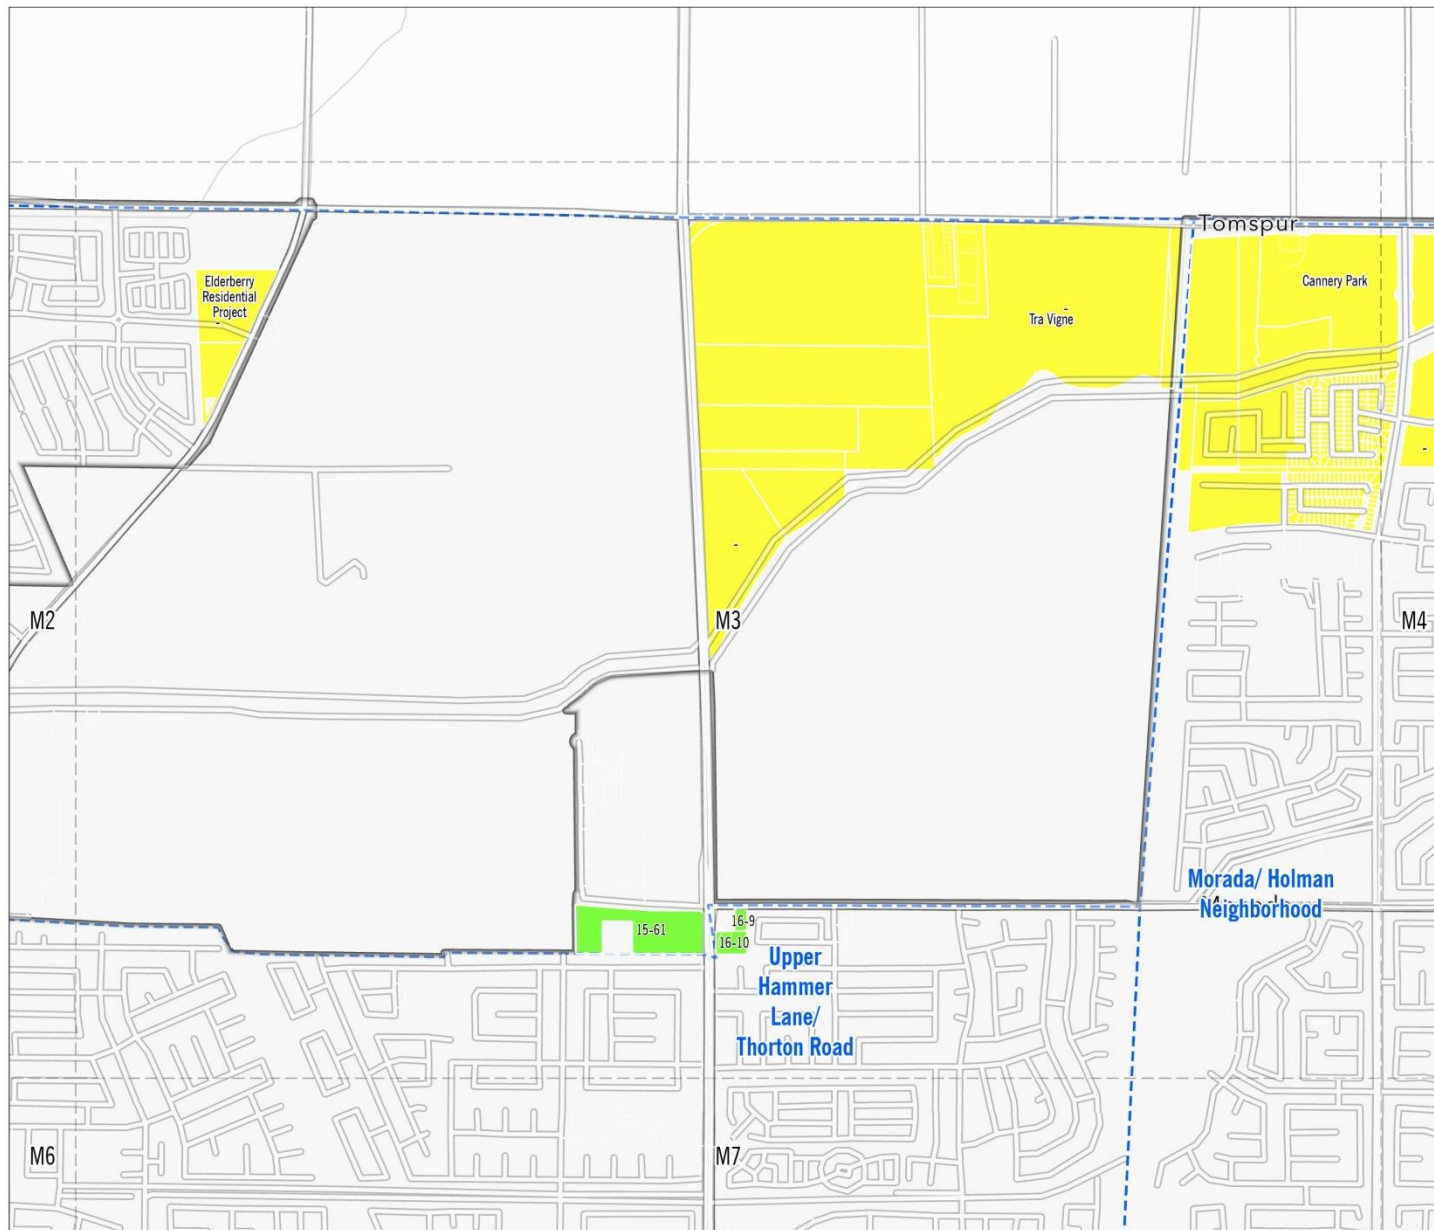 Tomspur
Elderberry
Residential
Project
Cannery Park
Tra Vigne
M2
M3
M4
Morada/ Holman
Neighborhood
15-61
16-9
16-10
Upper
Hammer
Lane/
Thorton Road
M6
M7